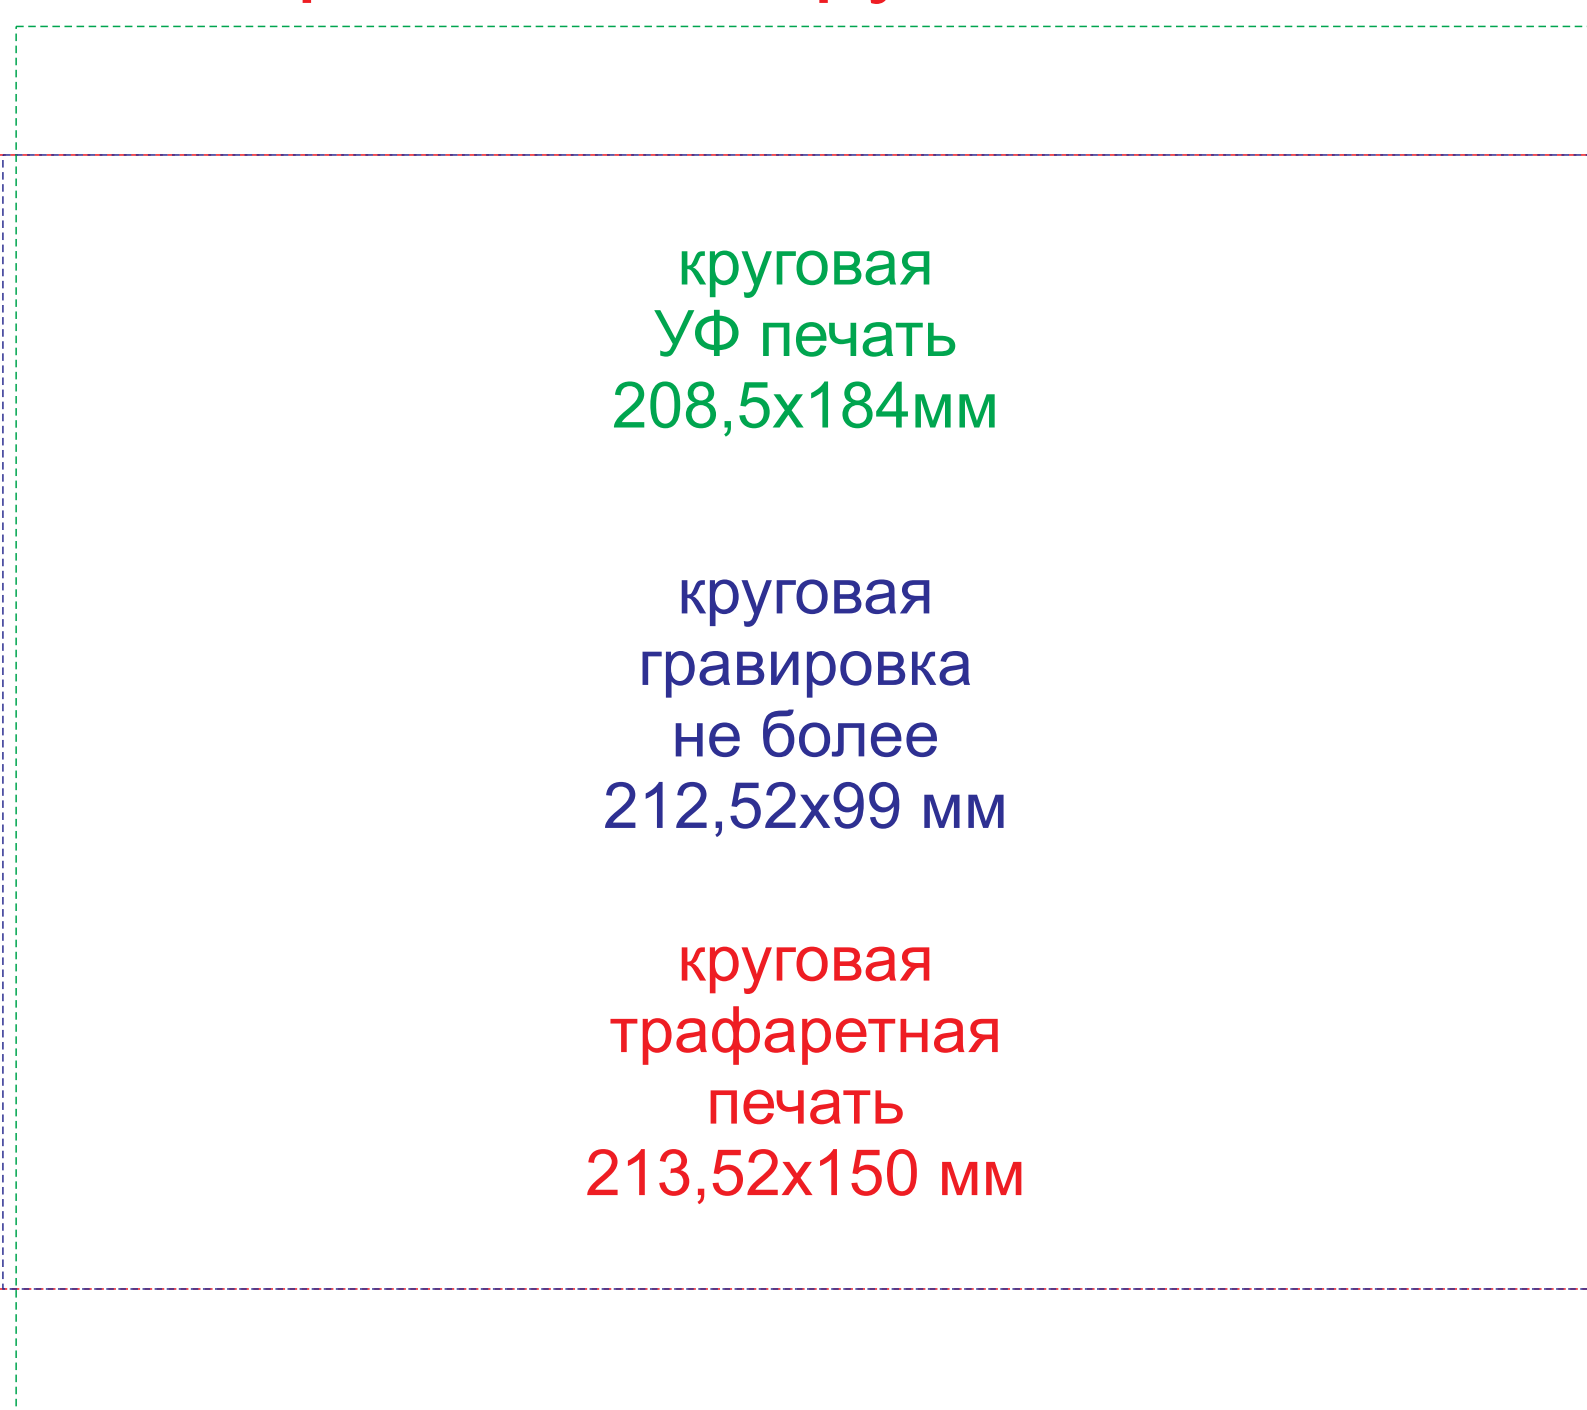 круговая
УФ печать
208,5х184мм
круговая
гравировка
не более
212,52х99 мм
круговая
трафаретная
печать
213,52х150 мм